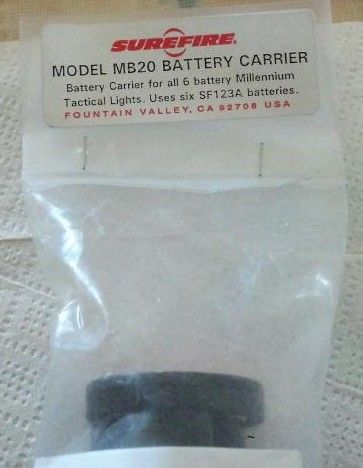 SUREFIRE
MODEL MB20 BATTERY CARRIER
Battery Carrier for all 6 battery Millennium
Tactical Lights. Uses six SF123A batteries.
FOUNTAIN VALLEY, CA 92708 USA